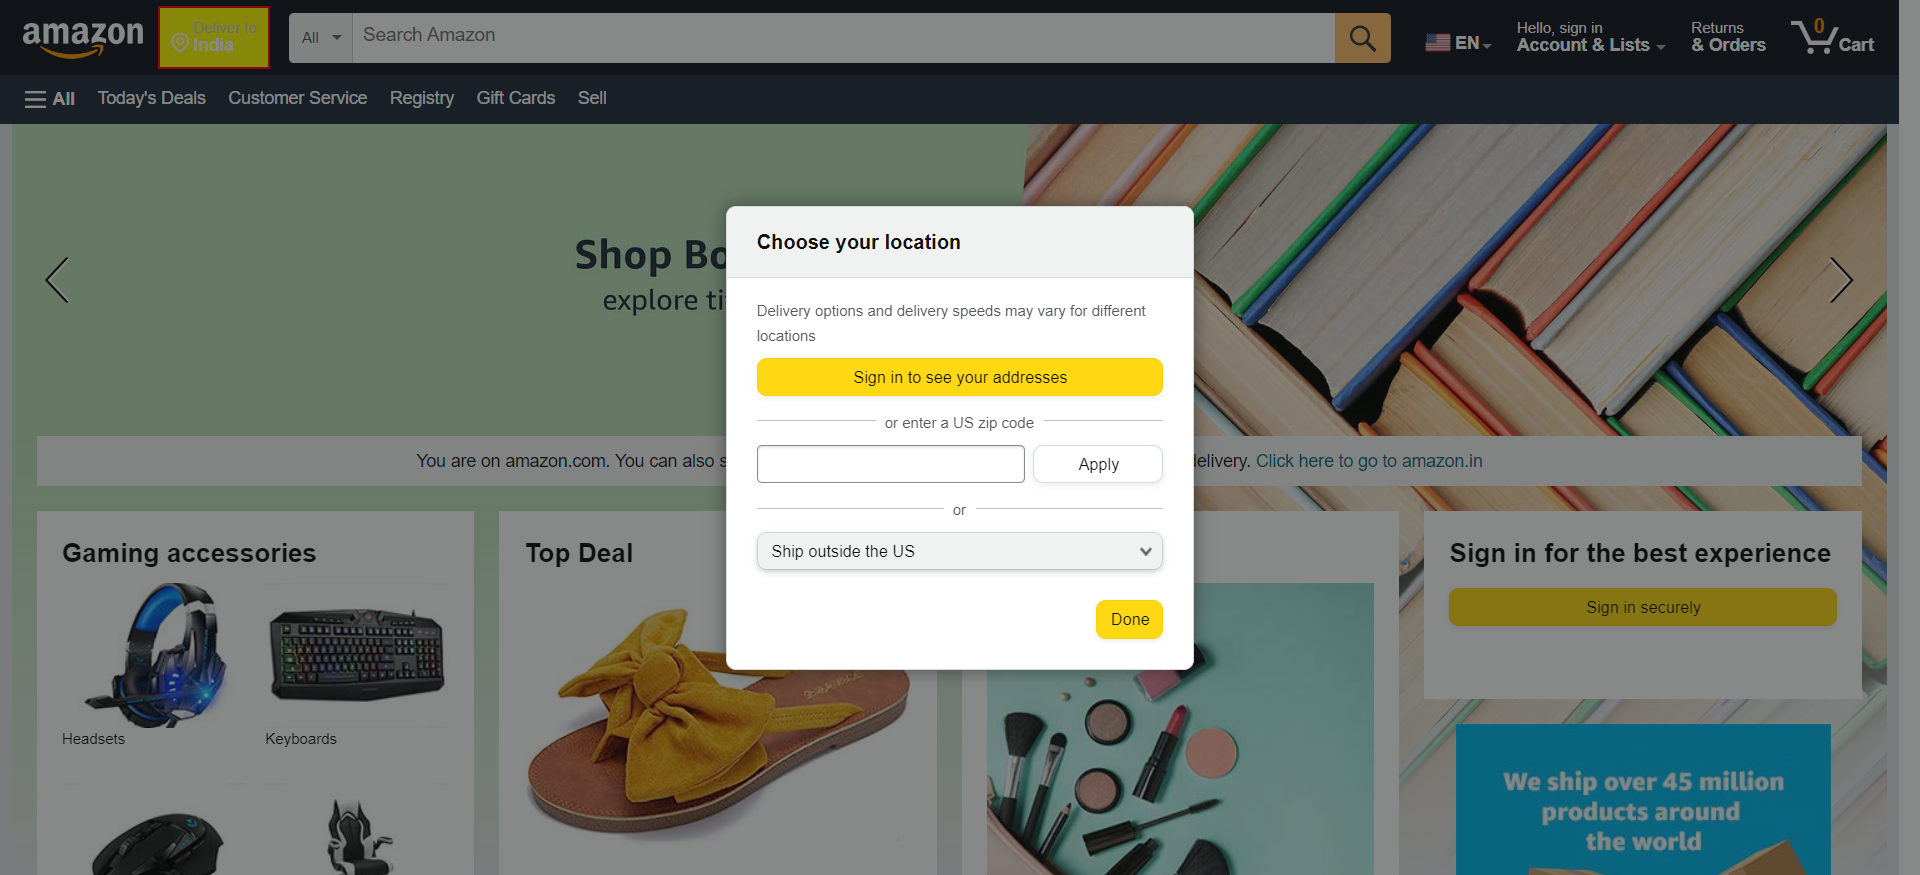 amazon
Deliver to
India
All
Search Amazon
EN
Hello, sign in
Account & Lists
Returns
& Orders
0
Cart
All
Today's Deals
Customer Service
Registry
Gift Cards
Sell
Shop Bo
explore ti
Choose your location
Delivery options and delivery speeds may vary for different
locations
Sign in to see your addresses
or enter a US zip code
Apply
or
Ship outside the US
Done
You are on amazon.com. You can also s
elivery. Click here to go to amazon.in
Gaming accessories
Headsets
Keyboards
Top Deal
Sign in for the best experience
Sign in securely
We ship over 45 million
products around
the world